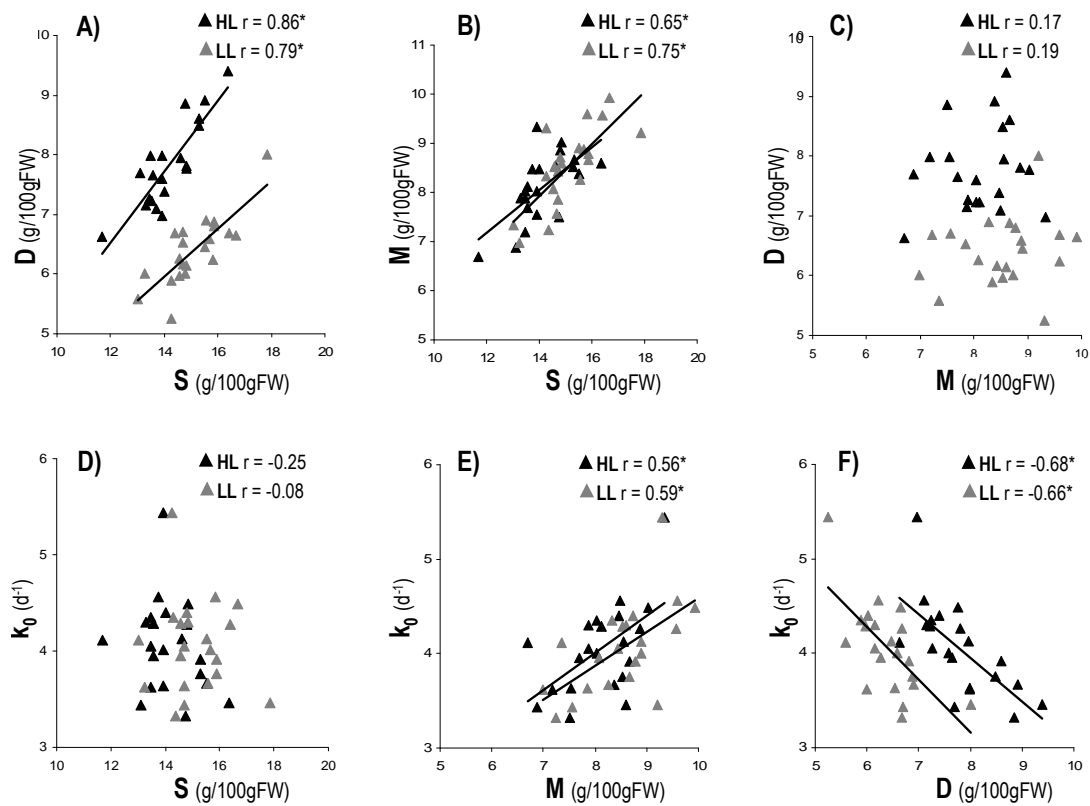 A)
▲ HL r = 0.86*
▲ LL r = 0.79*
10
9
8
7
6
5
D (g/100gFW)
10 12 14 16 18 20
S (g/100gFW)
B)
▲ HL r = 0.65*
▲ LL r = 0.75*
11
10
9
8
7
6
5
M (g/100gFW)
10 12 14 16 18 20
S (g/100gFW)
C)
▲ HL r = 0.17
▲ LL r = 0.19
10
9
8
7
6
5
D (g/100gFW)
5 6 7 8 9 10
M (g/100gFW)
D)
▲ HL r = -0.25
▲ LL r = -0.08
6
5
4
3
k0 (d-1)
10 12 14 16 18 20
S (g/100gFW)
E)
▲ HL r = 0.56*
▲ LL r = 0.59*
6
5
4
3
k0 (d-1)
5 6 7 8 9 10
M (g/100gFW)
F)
▲ HL r = -0.68*
▲ LL r = -0.66*
6
5
4
3
k0 (d-1)
5 6 7 8 9 10
D (g/100gFW)